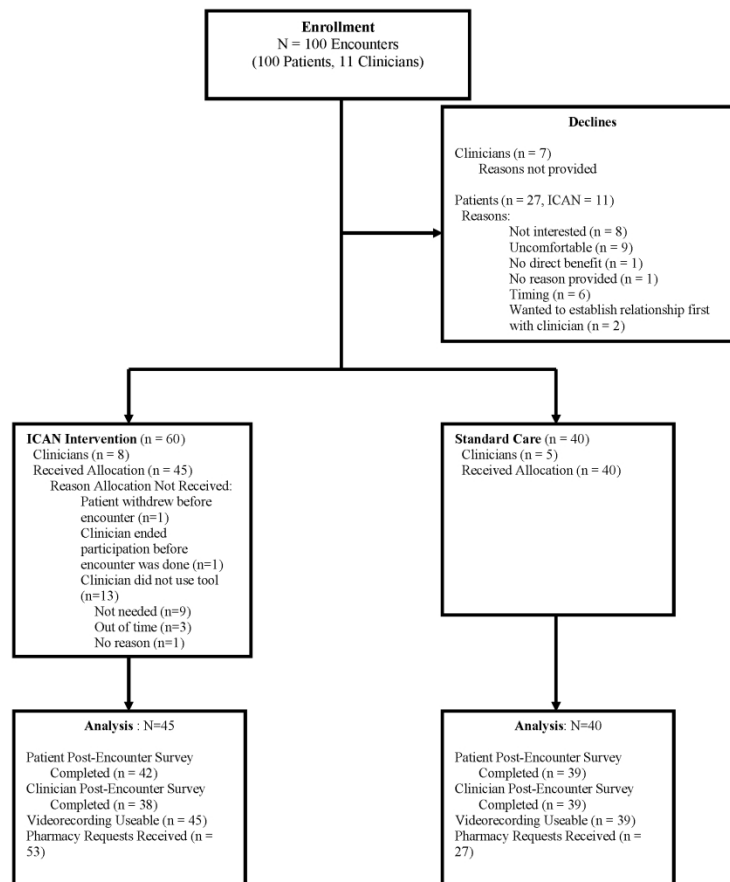 Enrollment
N = 100 Encounters
(100 Patients, 11 Clinicians)
Declines
Clinicians (n = 7)
Reasons not provided
Patients (n = 27, ICAN = 11)
Reasons:
Not interested (n = 8)
Uncomfortable (n = 9)
No direct benefit (n = 1)
No reason provided (n = 1)
Timing (n = 6)
Wanted to establish relationship first
with clinician (n = 2)
ICAN Intervention (n = 60)
Clinicians (n = 8)
Received Allocation (n = 45)
Reason Allocation Not Received:
Patient withdrew before
encounter (n=1)
Clinician ended
participation before
encounter was done (n=1)
Clinician did not use tool
(n=13)
Not needed (n=9)
Out of time (n=3)
No reason (n=1)
Standard Care (n = 40)
Clinicians (n = 5)
Received Allocation (n = 40)
Analysis : N=45
Patient Post-Encounter Survey
Completed (n = 42)
Clinician Post-Encounter Survey
Completed (n = 38)
Videorecording Useable (n = 45)
Pharmacy Requests Received (n =
53)
Analysis: N=40
Patient Post-Encounter Survey
Completed (n = 39)
Clinician Post-Encounter Survey
Completed (n = 39)
Videorecording Useable (n = 39)
Pharmacy Requests Received (n =
27)